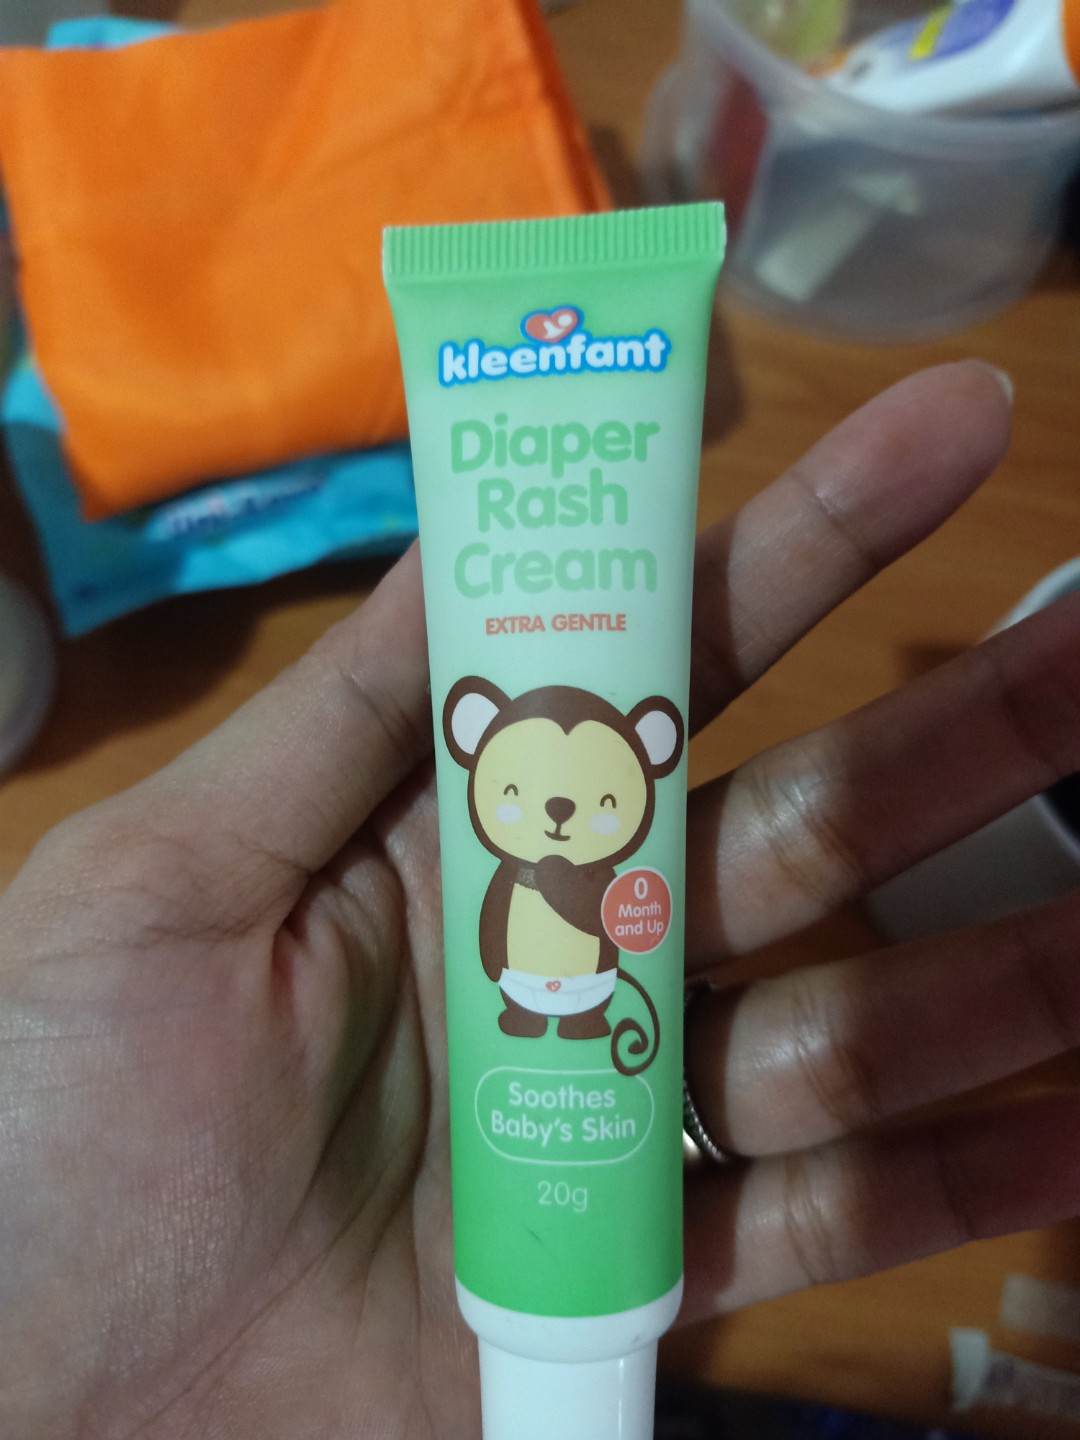 kleenfant
Diaper
Rash
Cream
EXTRA GENTLE
0
Month
and Up
Soothes
Baby's Skin
20g